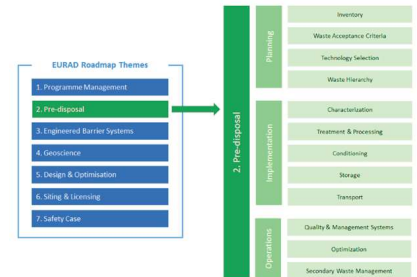 EURAD Roadmap Themes
1. Programme Management
2. Pre-disposal
3. Engineered Barrier Systems
4. Geoscience
5. Design & Optimisation
6. Siting & Licensing
7. Safety Case
2. Pre-disposal
Planning
Inventory
Waste Acceptance Criteria
Technology Selection
Waste Hierarchy
Implementation
Characterization
Treatment & Processing
Conditioning
Storage
Transport
Operations
Quality & Management Systems
Optimization
Secondary Waste Management